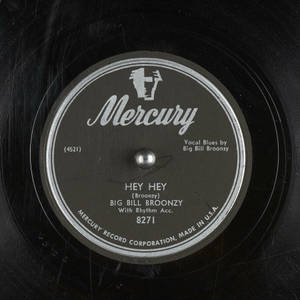 Mercury
(4521)
Vocal Blues by
Big Bill Broonzy
HEY HEY
(Broonzy)
BIG BILL BROONZY
With Rhythm Acc.
8271
MERCURY RECORD CORPORATION, MADE IN U.S.A.